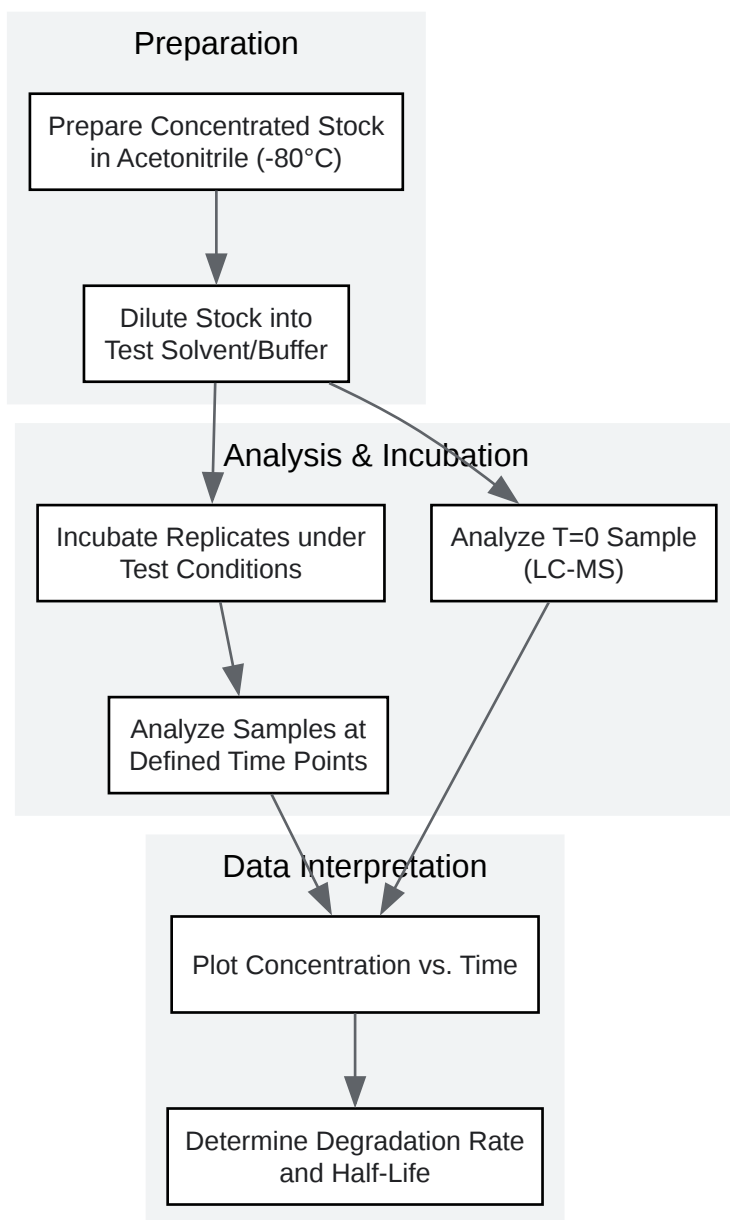 Preparation
Prepare Concentrated Stock
in Acetonitrile (-80°C)
Dilute Stock into
Test Solvent/Buffer
Analysis & Incubation
Incubate Replicates under
Test Conditions
Analyze T=0 Sample
(LC-MS)
Analyze Samples at
Defined Time Points
Data Interpretation
Plot Concentration vs. Time
Determine Degradation Rate
and Half-Life